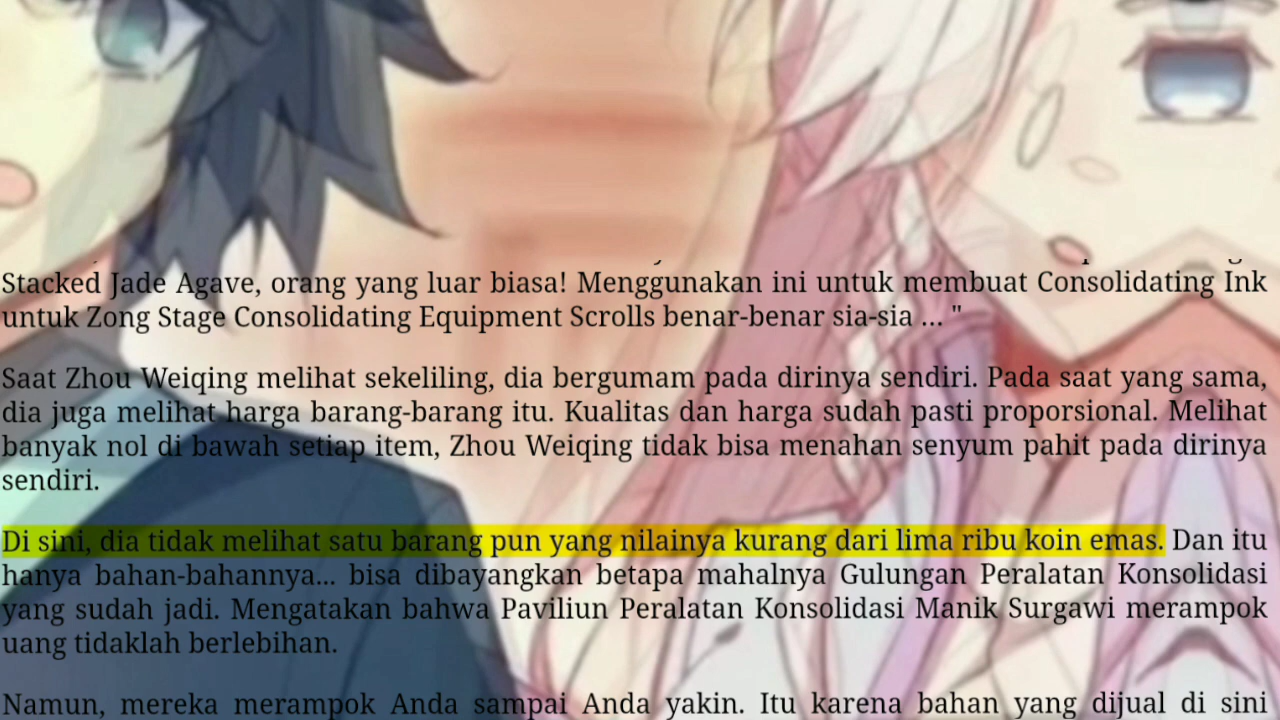 Stacked Jade Agave, orang yang luar biasa! Menggunakan ini untuk membuat Consolidating Ink
untuk Zong Stage Consolidating Equipment Scrolls benar-benar sia-sia ... "
Saat Zhou Weiqing melihat sekeliling, dia bergumam pada dirinya sendiri. Pada saat yang sama,
dia juga melihat harga barang-barang itu. Kualitas dan harga sudah pasti proporsional. Melihat
banyak nol di bawah setiap item, Zhou Weiqing tidak bisa menahan senyum pahit pada dirinya
sendiri.
Di sini, dia tidak melihat satu barang pun yang nilainya kurang dari lima ribu koin emas. Dan itu
hanya bahan-bahannya... bisa dibayangkan betapa mahalnya Gulungan Peralatan Konsolidasi
yang sudah jadi. Mengatakan bahwa Paviliun Peralatan Konsolidasi Manik Surgawi merampok
uang tidaklah berlebihan.
Namun, mereka merampok Anda sampai Anda yakin. Itu karena bahan yang dijual di sini